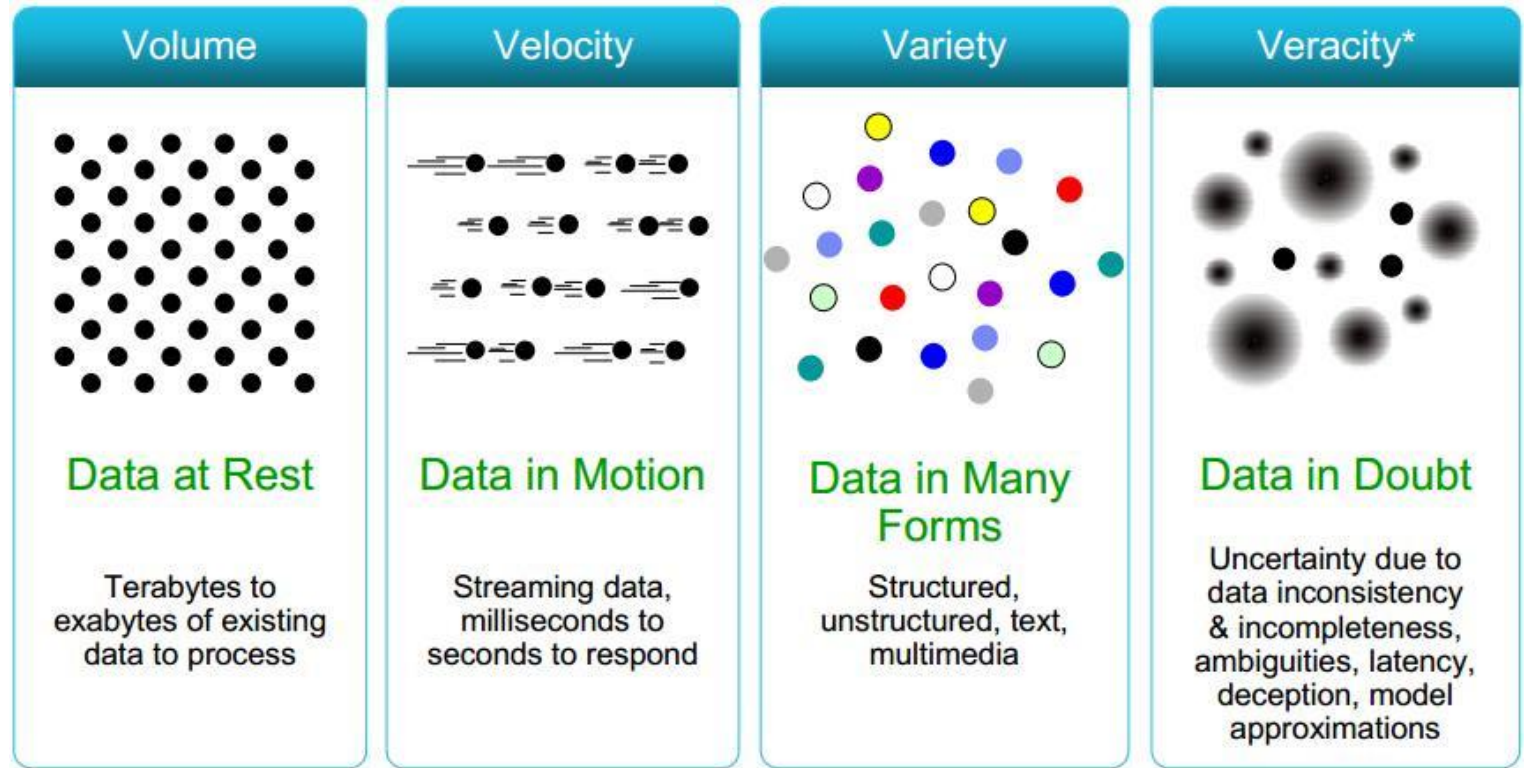 Volume
Data at Rest
Terabytes to
exabytes of existing
data to process
Velocity
Data in Motion
Streaming data,
milliseconds to
seconds to respond
Variety
Data in Many
Forms
Structured,
unstructured, text,
multimedia
Veracity*
Data in Doubt
Uncertainty due to
data inconsistency
& incompleteness,
ambiguities, latency,
deception, model
approximations